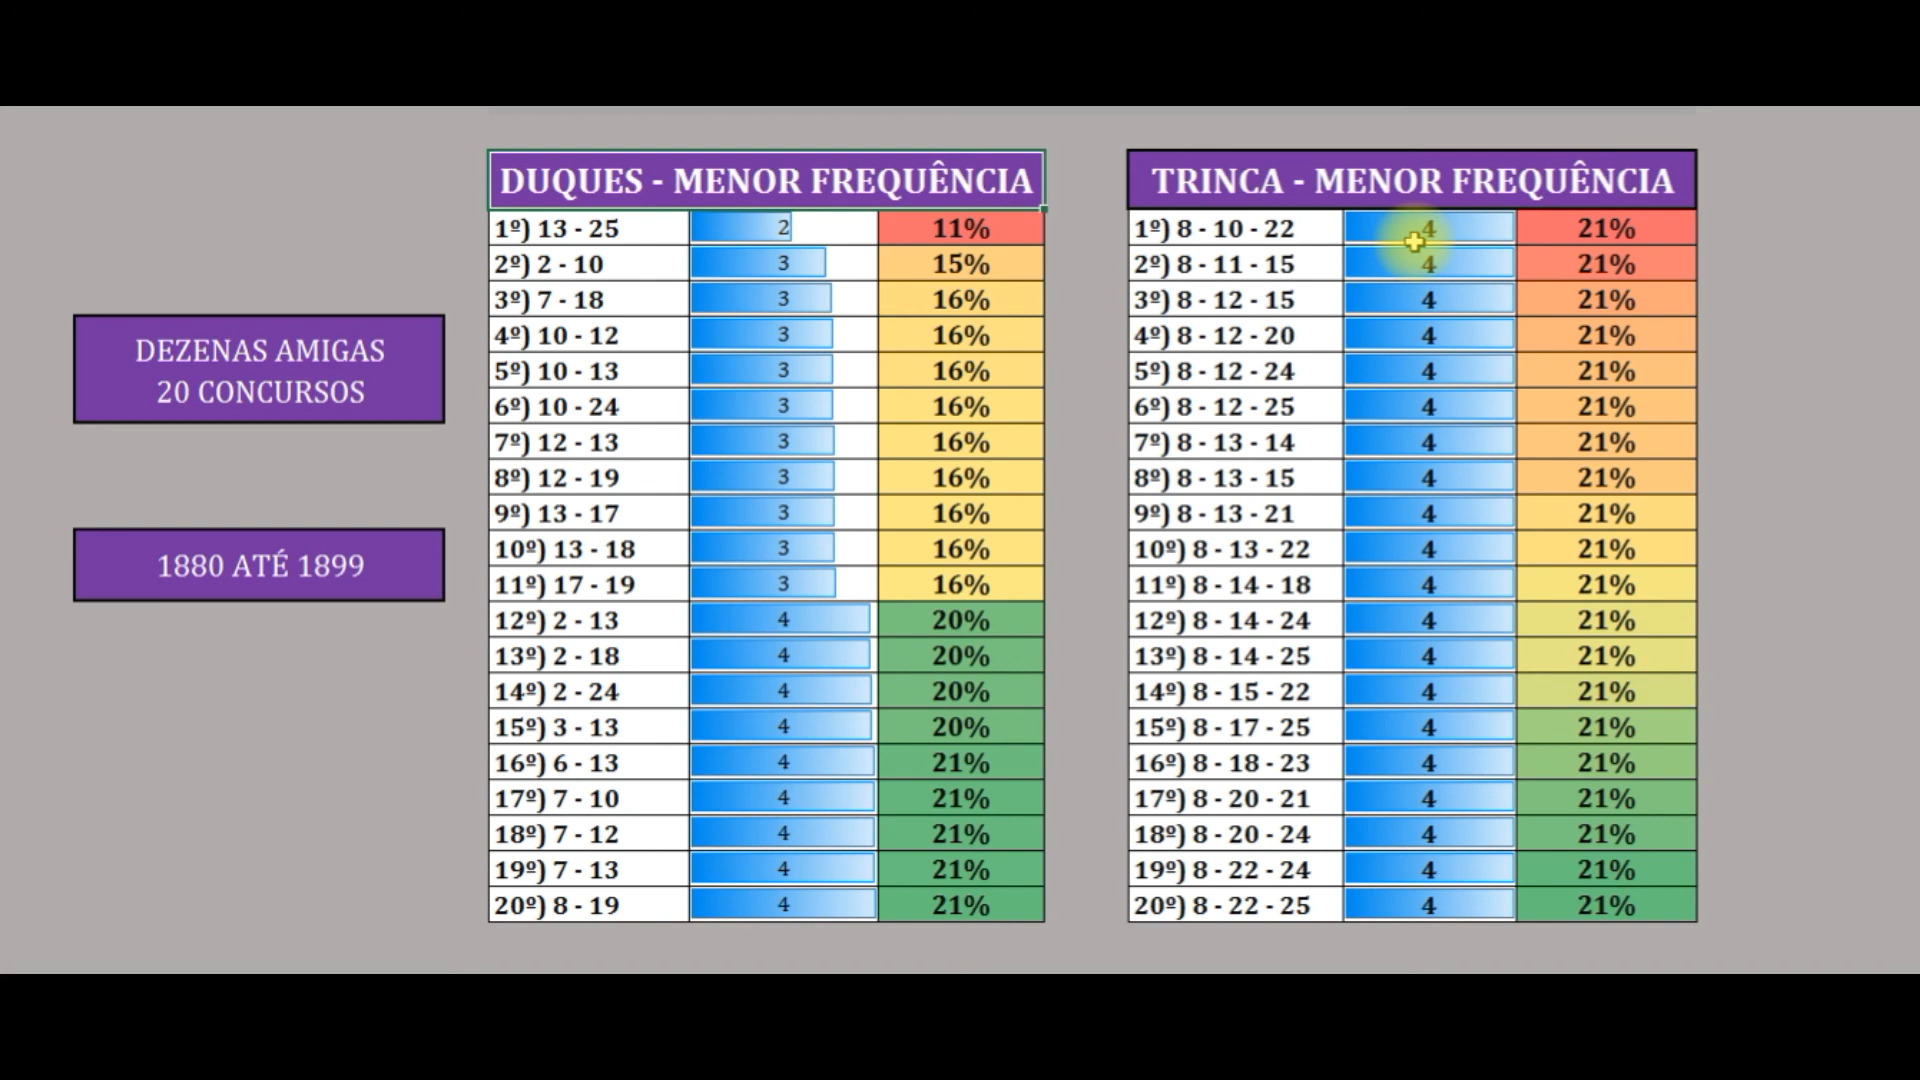 DEZENAS AMIGAS
20 CONCURSOS
1880 ATÉ 1899
DUQUES - MENOR FREQUÊNCIA
1º) 13 - 25 2 11%
2º) 2 - 10 3 15%
3º) 7 - 18 3 16%
4º) 10 - 12 3 16%
5º) 10 - 13 3 16%
6º) 10 - 24 3 16%
7º) 12 - 13 3 16%
8º) 12 - 19 3 16%
9º) 13 - 17 3 16%
10º) 13 - 18 3 16%
11º) 17 - 19 3 16%
12º) 2 - 13 4 20%
13º) 2 - 18 4 20%
14º) 2 - 24 4 20%
15º) 3 - 13 4 20%
16º) 6 - 13 4 21%
17º) 7 - 10 4 21%
18º) 7 - 12 4 21%
19º) 7 - 13 4 21%
20º) 8 - 19 4 21%
TRINCA - MENOR FREQUÊNCIA
1º) 8 - 10 - 22 4 21%
2º) 8 - 11 - 15 4 21%
3º) 8 - 12 - 15 4 21%
4º) 8 - 12 - 20 4 21%
5º) 8 - 12 - 24 4 21%
6º) 8 - 12 - 25 4 21%
7º) 8 - 13 - 14 4 21%
8º) 8 - 13 - 15 4 21%
9º) 8 - 13 - 21 4 21%
10º) 8 - 13 - 22 4 21%
11º) 8 - 14 - 18 4 21%
12º) 8 - 14 - 24 4 21%
13º) 8 - 14 - 25 4 21%
14º) 8 - 15 - 22 4 21%
15º) 8 - 17 - 25 4 21%
16º) 8 - 18 - 23 4 21%
17º) 8 - 20 - 21 4 21%
18º) 8 - 20 - 24 4 21%
19º) 8 - 22 - 24 4 21%
20º) 8 - 22 - 25 4 21%